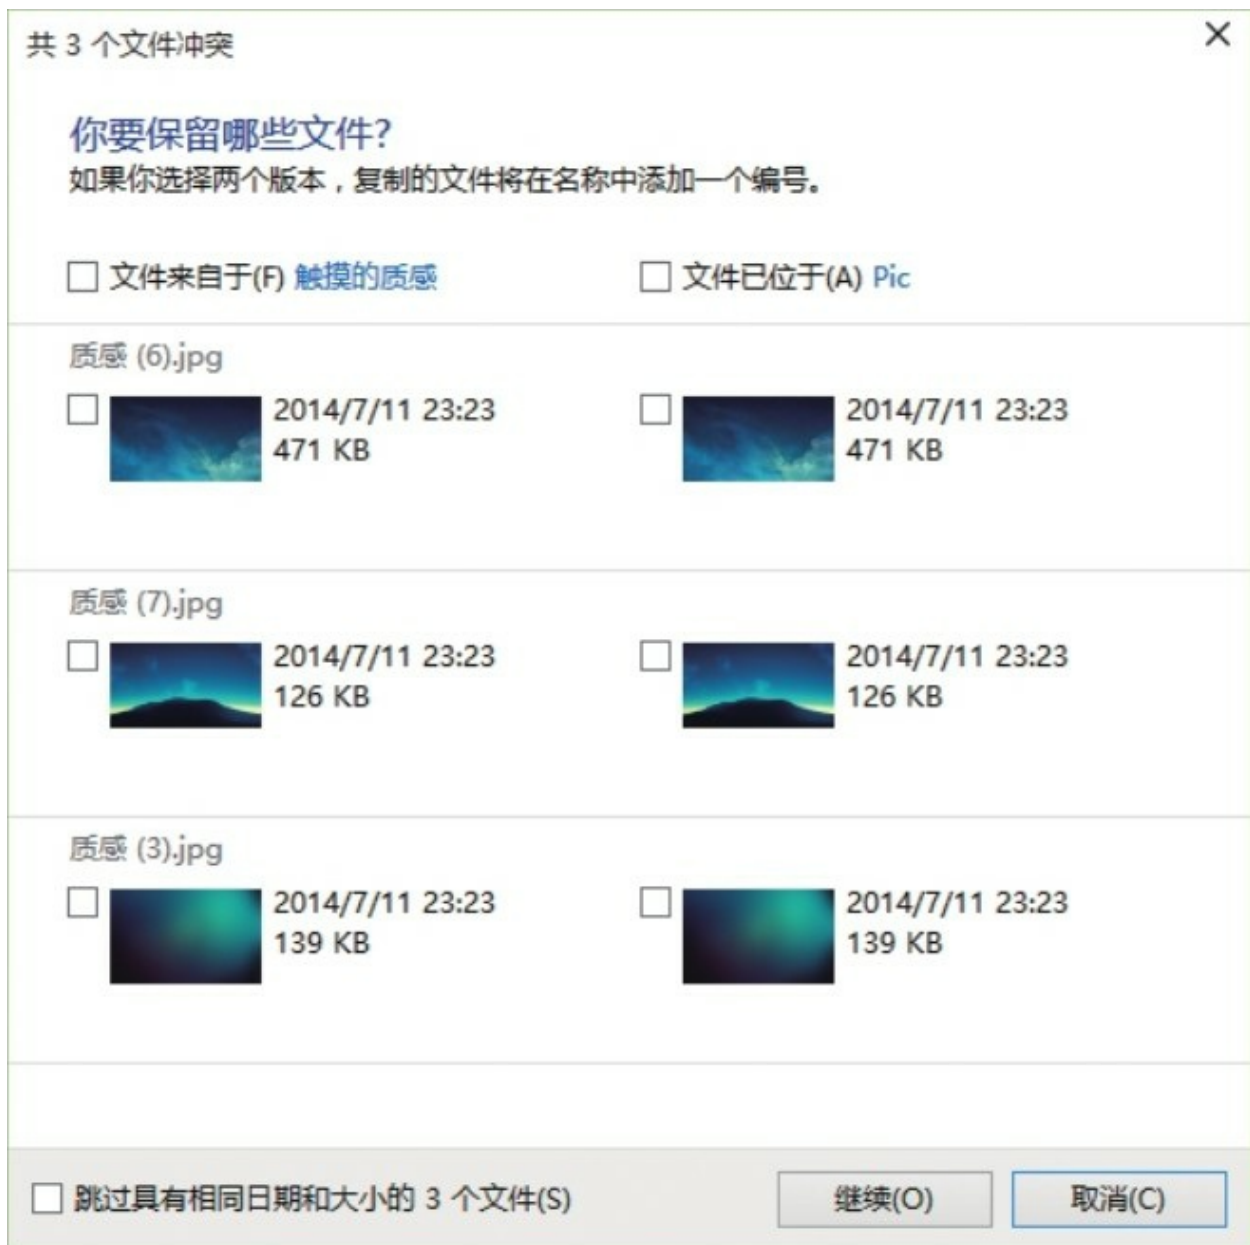 共 3 个文件冲突
你要保留哪些文件?
如果你选择两个版本，复制的文件将在名称中添加一个编号。
文件来自于(F) 触摸的质感 文件已位于(A) Pic
质感 (6).jpg
2014/7/11 23:23 2014/7/11 23:23
471 KB 471 KB
质感 (7).jpg
2014/7/11 23:23 2014/7/11 23:23
126 KB 126 KB
质感 (3).jpg
2014/7/11 23:23 2014/7/11 23:23
139 KB 139 KB
跳过具有相同日期和大小的 3 个文件(S) 继续(O) 取消(C)